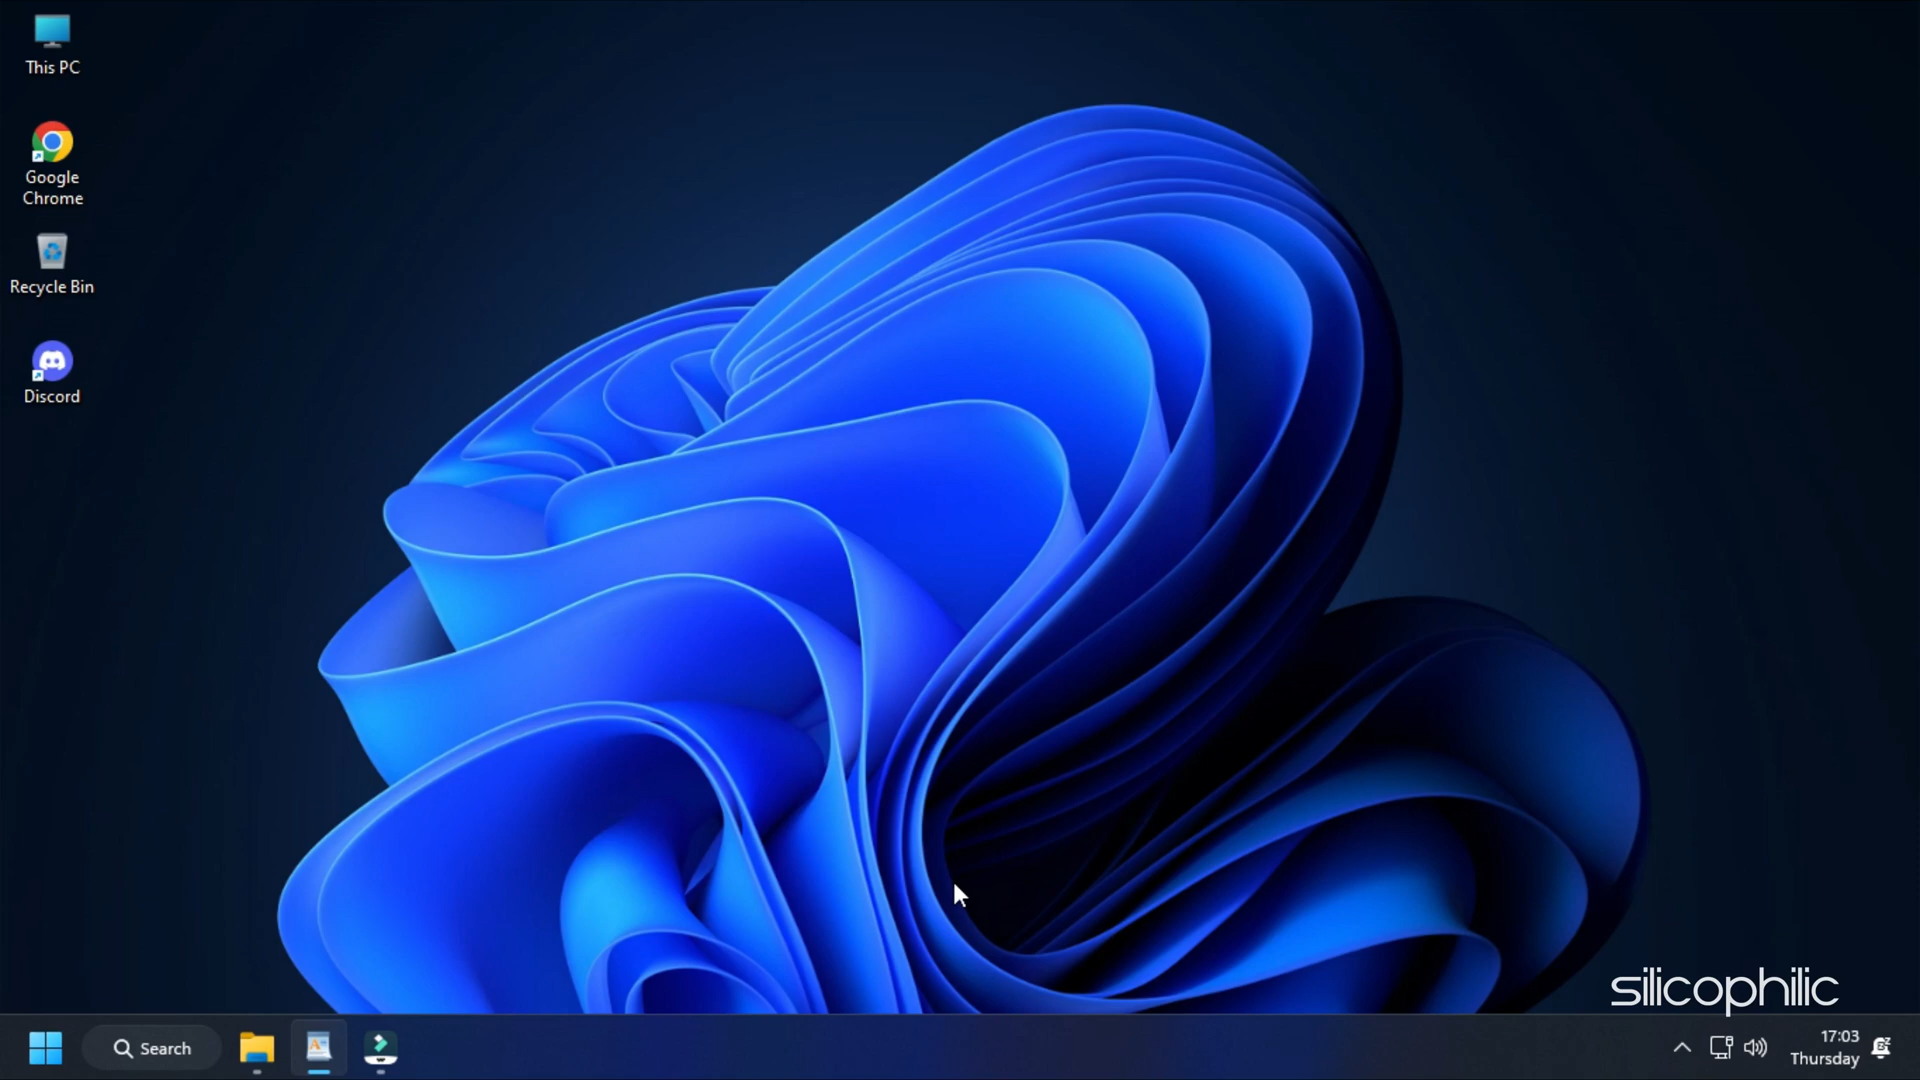 This PC
Google
Chrome
Recycle Bin
Discord
silicophilic
Search
17:03
Thursday